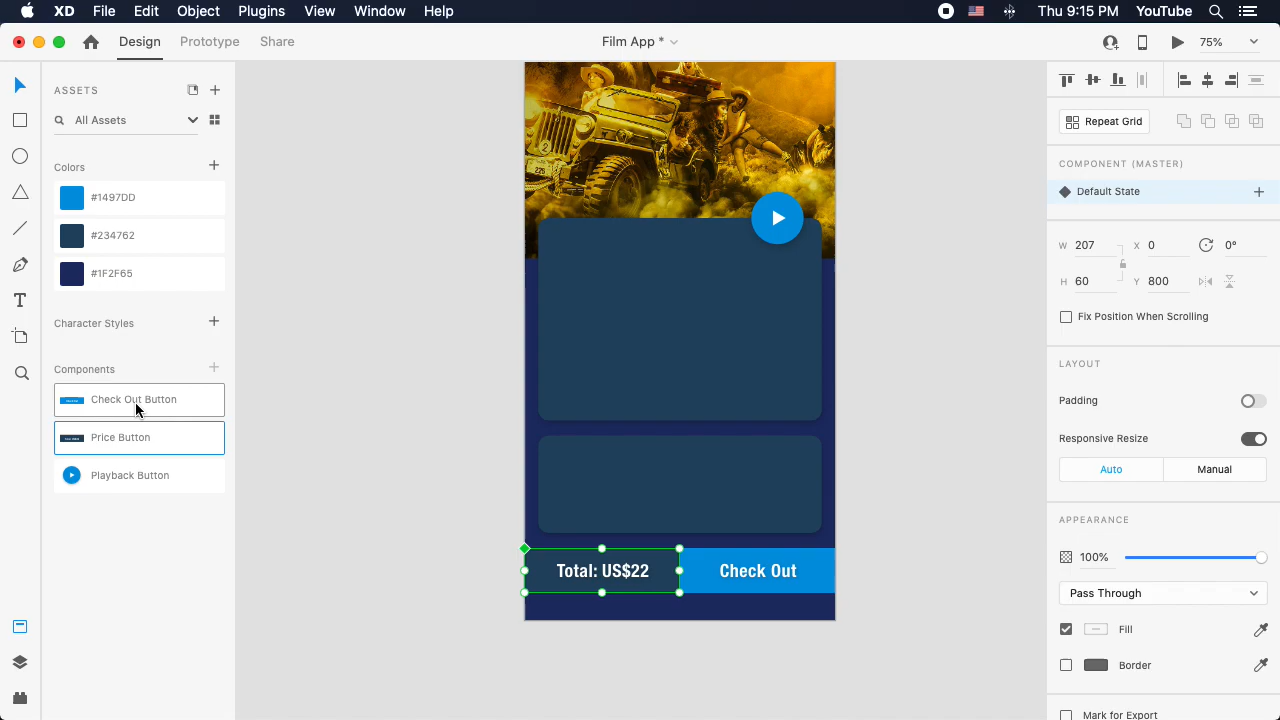 XD File Edit Object Plugins View Window Help Thu 9:15 PM YouTube
Design Prototype Share Film App * 75%
ASSETS
All Assets
Colors
#1497DD
#234762
#1F2F65
Character Styles
Components
Check Out Button
Price Button
Playback Button
Total: US$22
Check Out
Repeat Grid
COMPONENT (MASTER)
Default State
W 207 X 0 0°
H 60 Y 800
Fix Position When Scrolling
LAYOUT
Padding
Responsive Resize
Auto Manual
APPEARANCE
100%
Pass Through
Fill
Border
Mark for Export